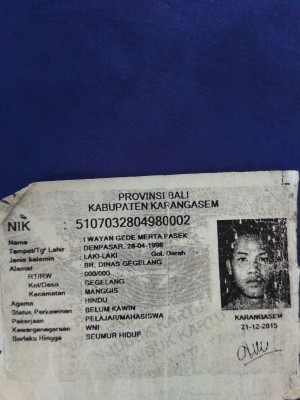 PROVINSI BALI
KABUPATEN KARANGASEM
NIK : 5107032804980002
Nama : I WAYAN GEDE MERTA PASEK
Tempat/Tgl Lahir : DENPASAR, 28-04-1998
Jenis kelamin : LAKI-LAKI Gol. Darah
Alamat : BR. DINAS GEGELANG
RT/RW : 000/000
Kel/Desa : GEGELANG
Kecamatan : MANGGIS
Agama : HINDU
Status Perkawinan : BELUM KAWIN
Pekerjaan : PELAJAR/MAHASISWA
Kewarganegaraan : WNI
Berlaku Hingga : SEUMUR HIDUP
KARANGASEM
21-12-2015